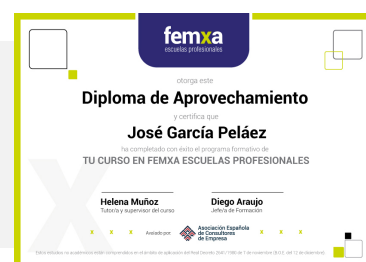 femxa
escuelas profesionales
otorga este
Diploma de Aprovechamiento
y certifica que
José García Peláez
ha completado con éxito el programa formativo de
TU CURSO EN FEMXA ESCUELAS PROFESIONALES
Helena Muñoz
Tutor/a y supervisor del curso
Diego Araujo
Jefe/a de Formación
x x x
Avalado por
Asociación Española
de Consultores
de Empresa
x x x